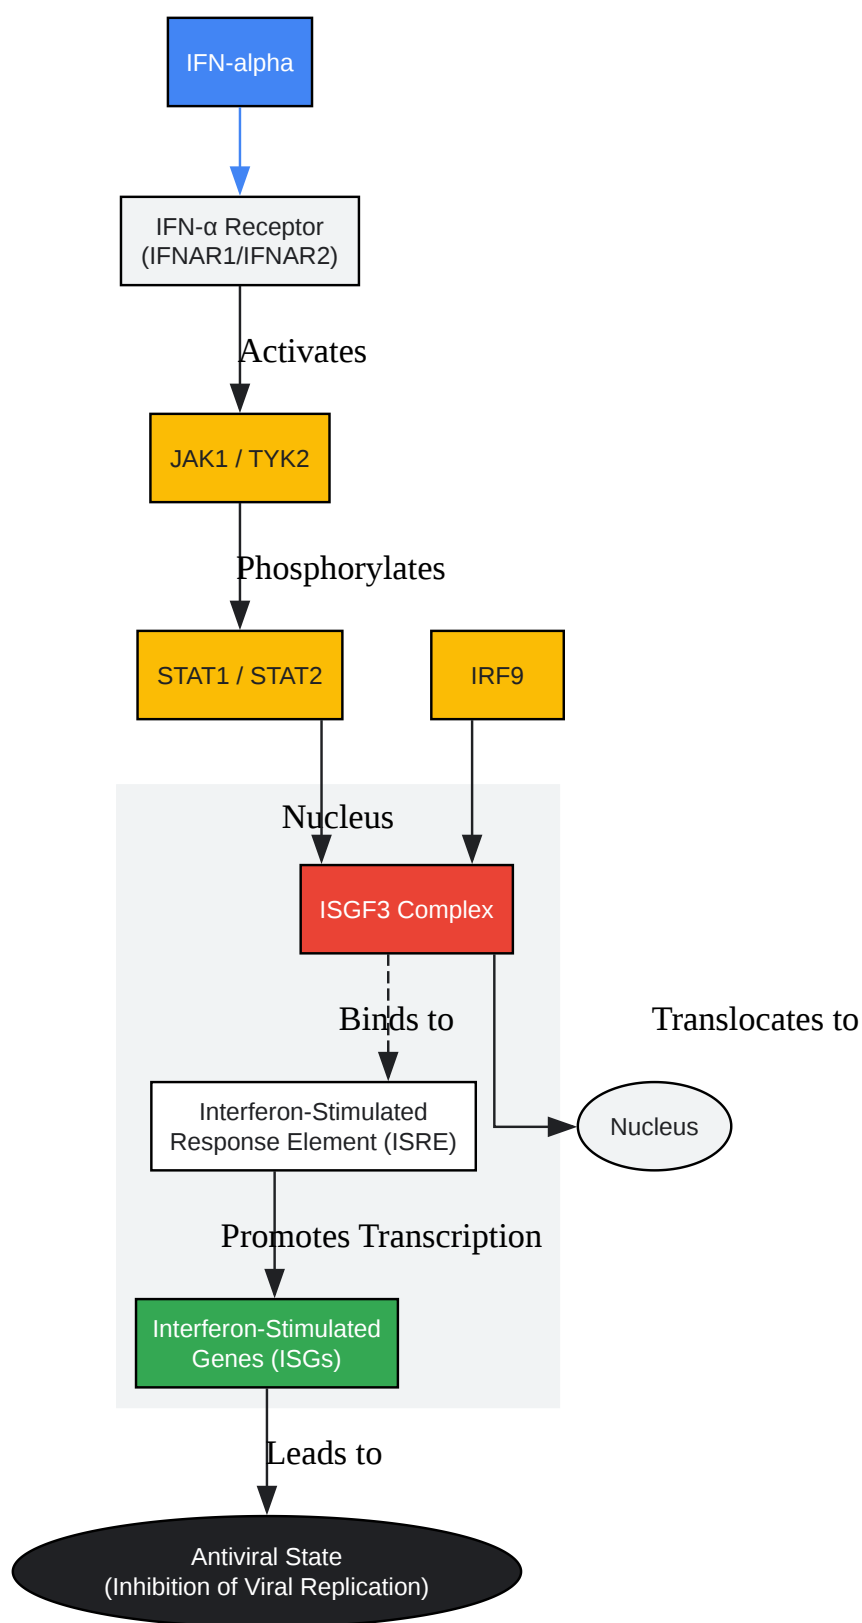 IFN-alpha
IFN-α Receptor
(IFNAR1/IFNAR2)
Activates
JAK1 / TYK2
Phosphorylates
STAT1 / STAT2
IRF9
Nucleus
ISGF3 Complex
Binds to
Translocates to
Interferon-Stimulated
Response Element (ISRE)
Nucleus
Promotes Transcription
Interferon-Stimulated
Genes (ISGs)
Leads to
Antiviral State
(Inhibition of Viral Replication)